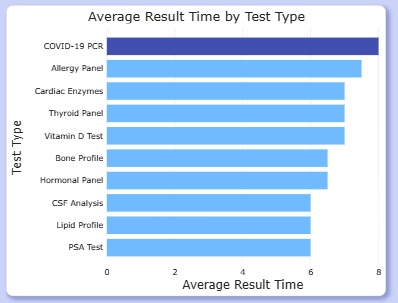 Average Result Time by Test Type
Test Type
COVID-19 PCR
Allergy Panel
Cardiac Enzymes
Thyroid Panel
Vitamin D Test
Bone Profile
Hormonal Panel
CSF Analysis
Lipid Profile
PSA Test
0 2 4 6 8
Average Result Time